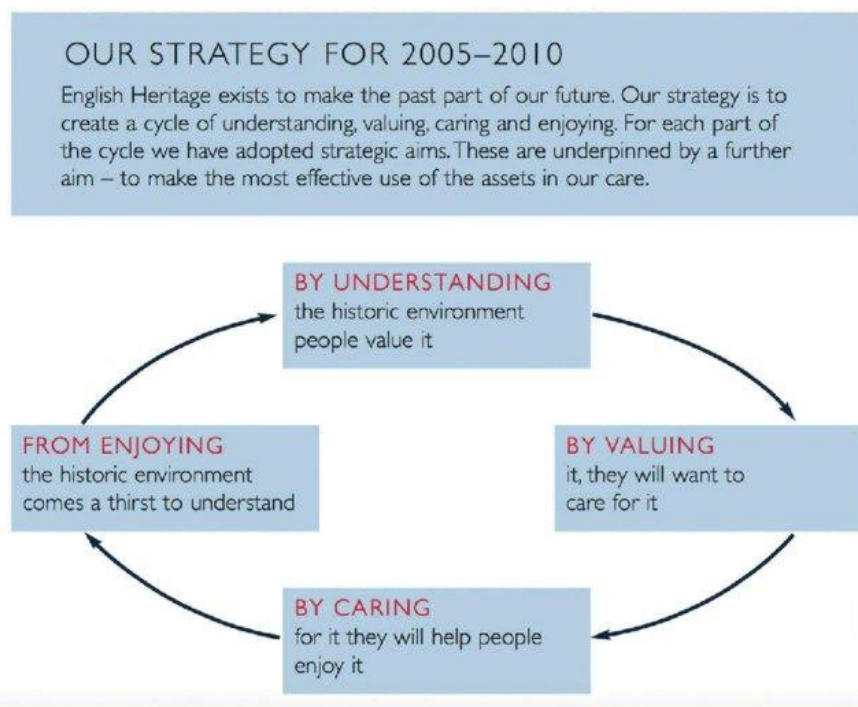 OUR STRATEGY FOR 2005–2010
English Heritage exists to make the past part of our future. Our strategy is to
create a cycle of understanding, valuing, caring and enjoying. For each part of
the cycle we have adopted strategic aims. These are underpinned by a further
aim – to make the most effective use of the assets in our care.
BY UNDERSTANDING
the historic environment
people value it
FROM ENJOYING
the historic environment
comes a thirst to understand
BY VALUING
it, they will want to
care for it
BY CARING
for it they will help people
enjoy it